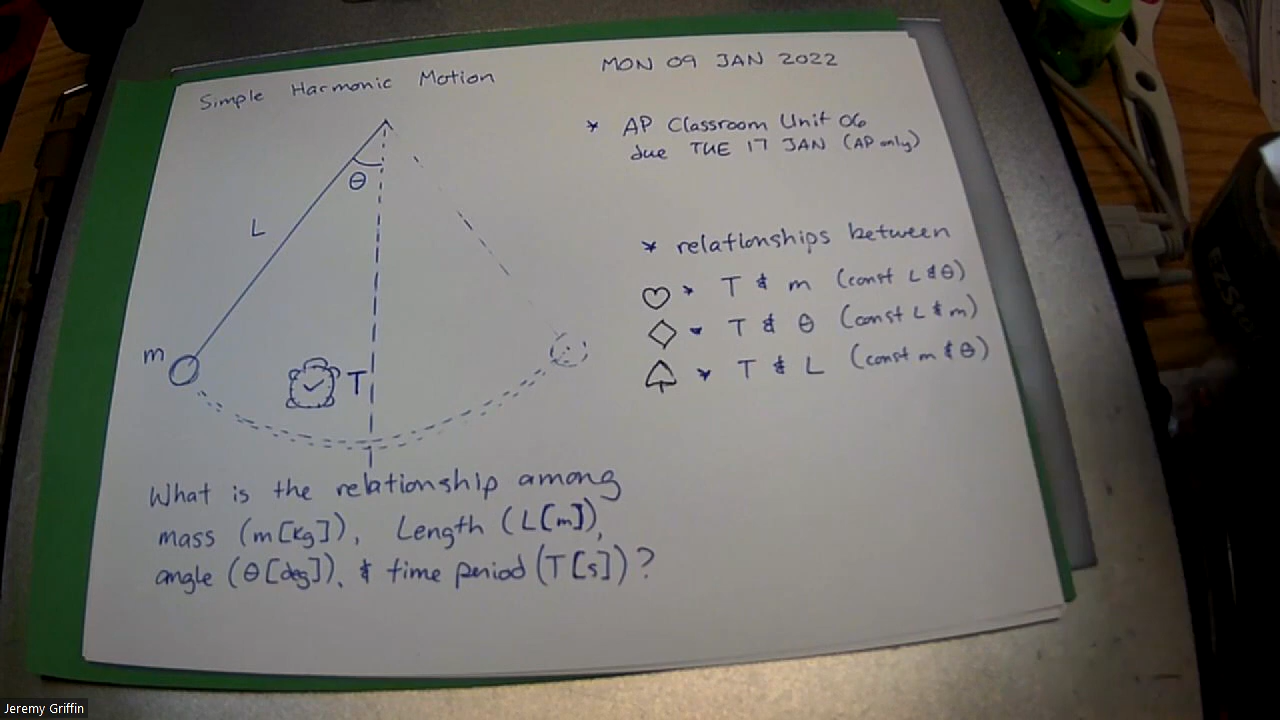 Simple Harmonic Motion
MON 09 JAN 2022
* AP Classroom Unit 06
due TUE 17 JAN (AP only)
θ
L
m
T
* relationships between
* T & m (const L & θ)
* T & θ (const L & m)
* T & L (const m & θ)
What is the relationship among
mass (m[kg]), Length (L[m]),
angle (θ[deg]), & time period (T[s])?
Jeremy Griffin